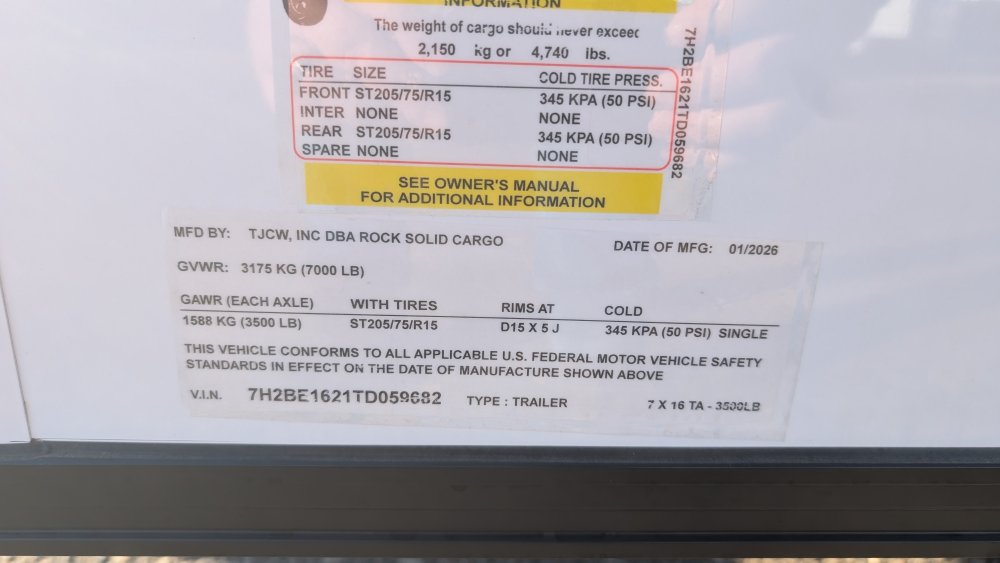 INFORMATION
The weight of cargo should never exceed
2,150 kg or 4,740 lbs.
TIRE SIZE COLD TIRE PRESS.
FRONT ST205/75/R15 345 KPA (50 PSI)
INTER NONE NONE
REAR ST205/75/R15 345 KPA (50 PSI)
SPARE NONE NONE
7H2BE1621TD059682
SEE OWNER'S MANUAL
FOR ADDITIONAL INFORMATION
MFD BY: TJCW, INC DBA ROCK SOLID CARGO DATE OF MFG: 01/2026
GVWR: 3175 KG (7000 LB)
GAWR (EACH AXLE) WITH TIRES RIMS AT COLD
1588 KG (3500 LB) ST205/75/R15 D15 X 5 J 345 KPA (50 PSI) SINGLE
THIS VEHICLE CONFORMS TO ALL APPLICABLE U.S. FEDERAL MOTOR VEHICLE SAFETY
STANDARDS IN EFFECT ON THE DATE OF MANUFACTURE SHOWN ABOVE
V.I.N. 7H2BE1621TD059682 TYPE : TRAILER 7 X 16 TA - 3500LB